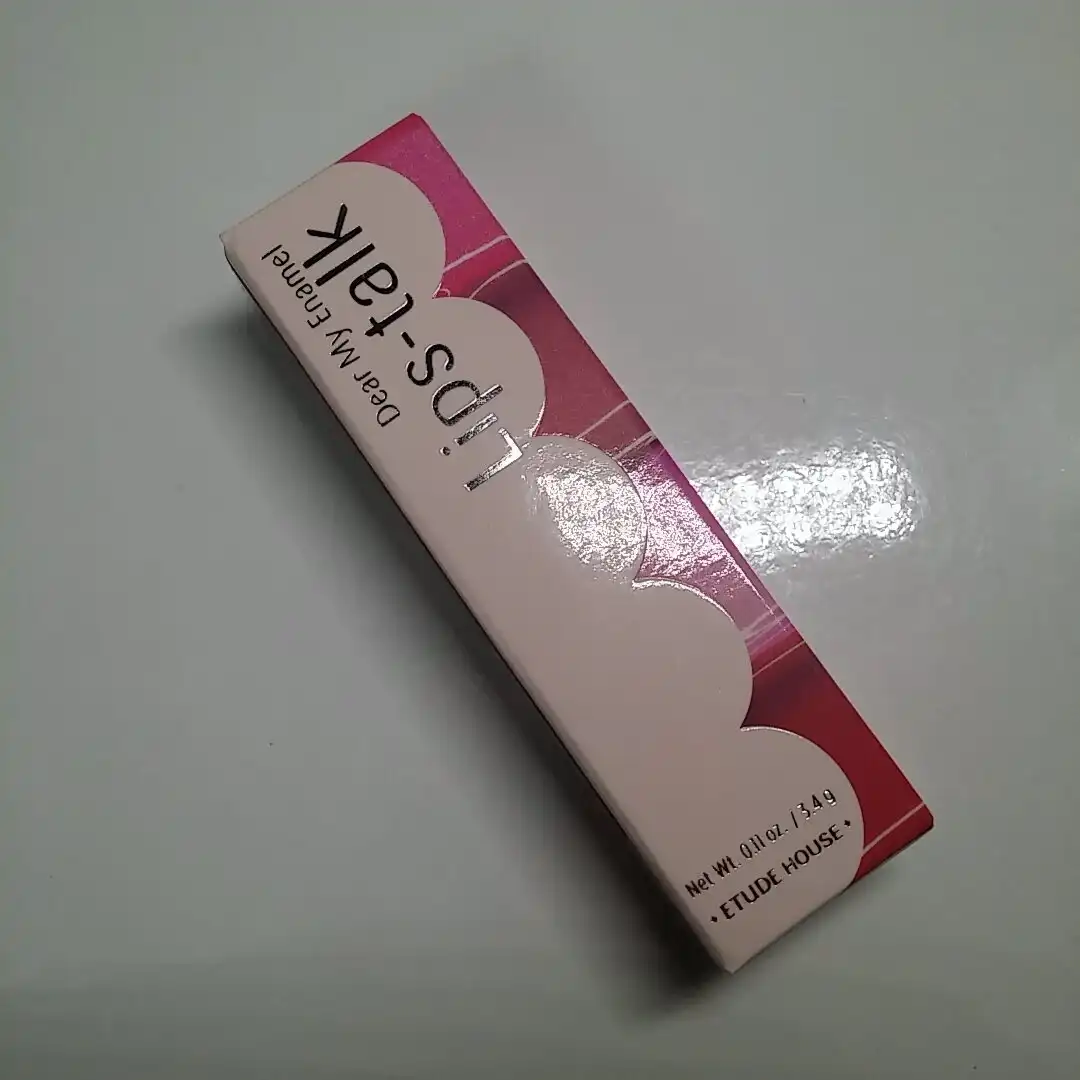 Dear My Enamel
Lips-talk
Net Wt. 0.11 oz. / 3.4 g
• ETUDE HOUSE •